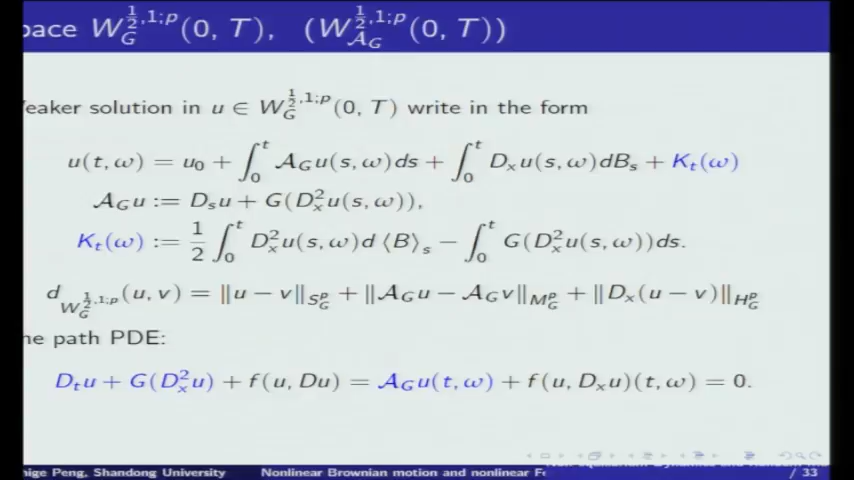 pace $W_G^{\frac{1}{2},1;p}(0,T)$, $(W_{\mathcal{A}_G}^{\frac{1}{2},1;p}(0,T))$
eaker solution in $u \in W_G^{\frac{1}{2},1;p}(0,T)$ write in the form
$u(t,\omega) = u_0 + \int_0^t \mathcal{A}_G u(s,\omega)ds + \int_0^t D_x u(s,\omega)dB_s + K_t(\omega)$
$\mathcal{A}_G u := D_s u + G(D_x^2 u(s,\omega)),$
$K_t(\omega) := \frac{1}{2}\int_0^t D_x^2 u(s,\omega)d\langle B\rangle_s - \int_0^t G(D_x^2 u(s,\omega))ds.$
$d_{W_G^{\frac{1}{2},1;p}}(u,v) = \|u-v\|_{S_G^p} + \|\mathcal{A}_G u - \mathcal{A}_G v\|_{M_G^p} + \|D_x(u-v)\|_{H_G^p}$
he path PDE:
$D_t u + G(D_x^2 u) + f(u,Du) = \mathcal{A}_G u(t,\omega) + f(u,D_x u)(t,\omega) = 0.$
hige Peng, Shandong University Nonlinear Brownian motion and nonlinear Fe / 33